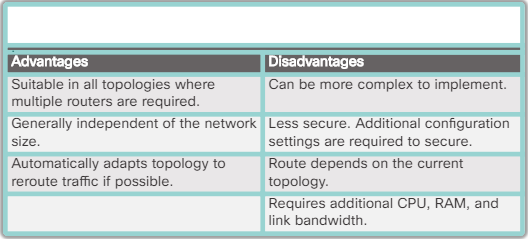 Advantages
Disadvantages
Suitable in all topologies where
multiple routers are required.
Can be more complex to implement.
Generally independent of the network
size.
Less secure. Additional configuration
settings are required to secure.
Automatically adapts topology to
reroute traffic if possible.
Route depends on the current
topology.
Requires additional CPU, RAM, and
link bandwidth.